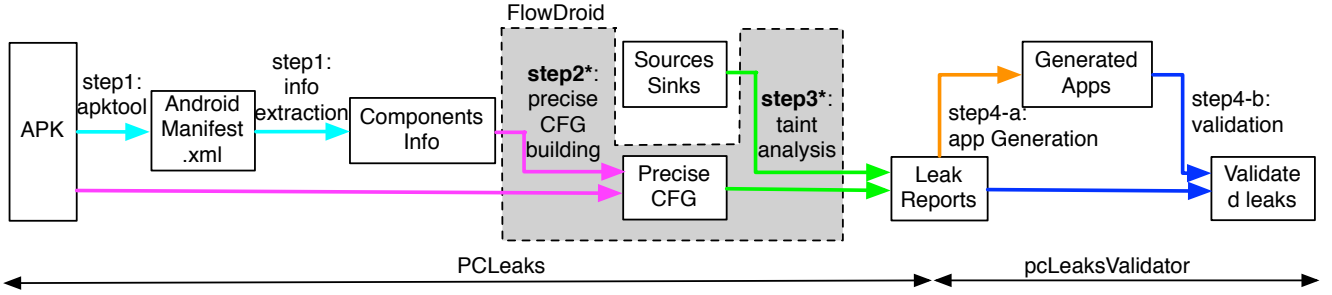 FlowDroid
APK
step1:
apktool
Android
Manifest
.xml
step1:
info
extraction
Components
Info
step2*:
precise
CFG
building
Sources
Sinks
Precise
CFG
step3*:
taint
analysis
Leak
Reports
step4-a:
app Generation
Generated
Apps
step4-b:
validation
Validate
d leaks
PCLeaks
pcLeaksValidator